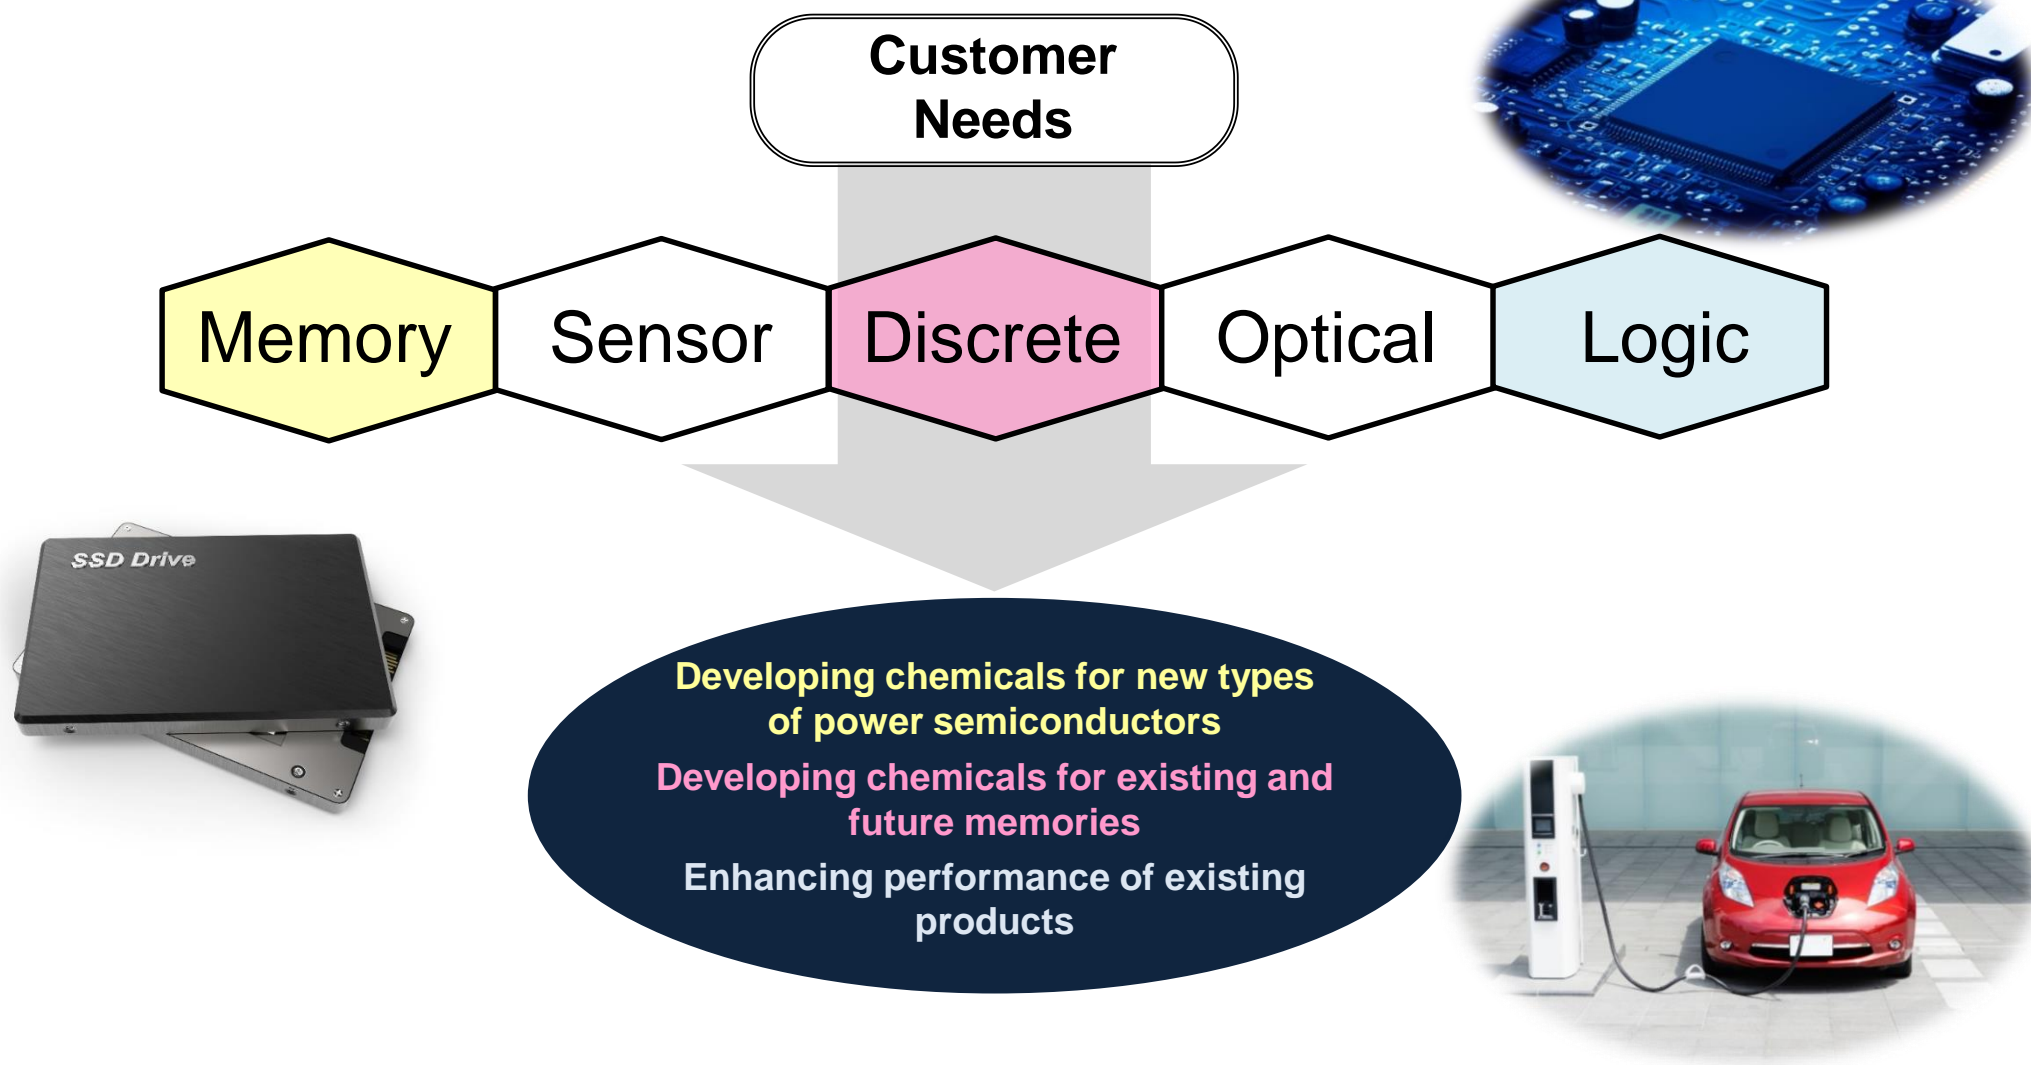 Customer
Needs
Memory
Sensor
Discrete
Optical
Logic
SSD Drive
Developing chemicals for new types
of power semiconductors
Developing chemicals for existing and
future memories
Enhancing performance of existing
products